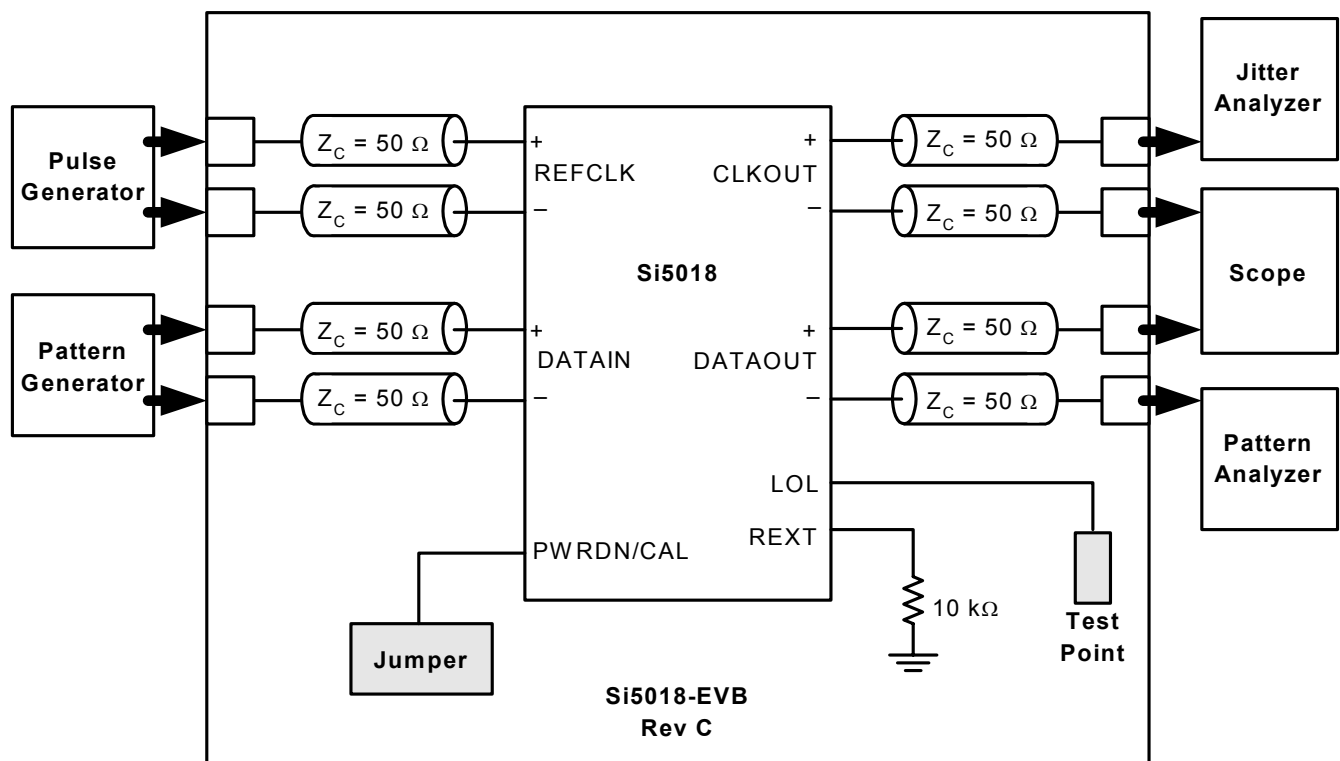 Jitter
Analyzer
Pulse
Generator
Z_C = 50 Ω
+
REFCLK
Z_C = 50 Ω
−
+
CLKOUT
Z_C = 50 Ω
−
Z_C = 50 Ω
Si5018
Scope
Pattern
Generator
Z_C = 50 Ω
+
DATAIN
Z_C = 50 Ω
−
+
DATAOUT
Z_C = 50 Ω
−
Z_C = 50 Ω
Pattern
Analyzer
LOL
REXT
PWRDN/CAL
10 kΩ
Test
Point
Jumper
Si5018-EVB
Rev C